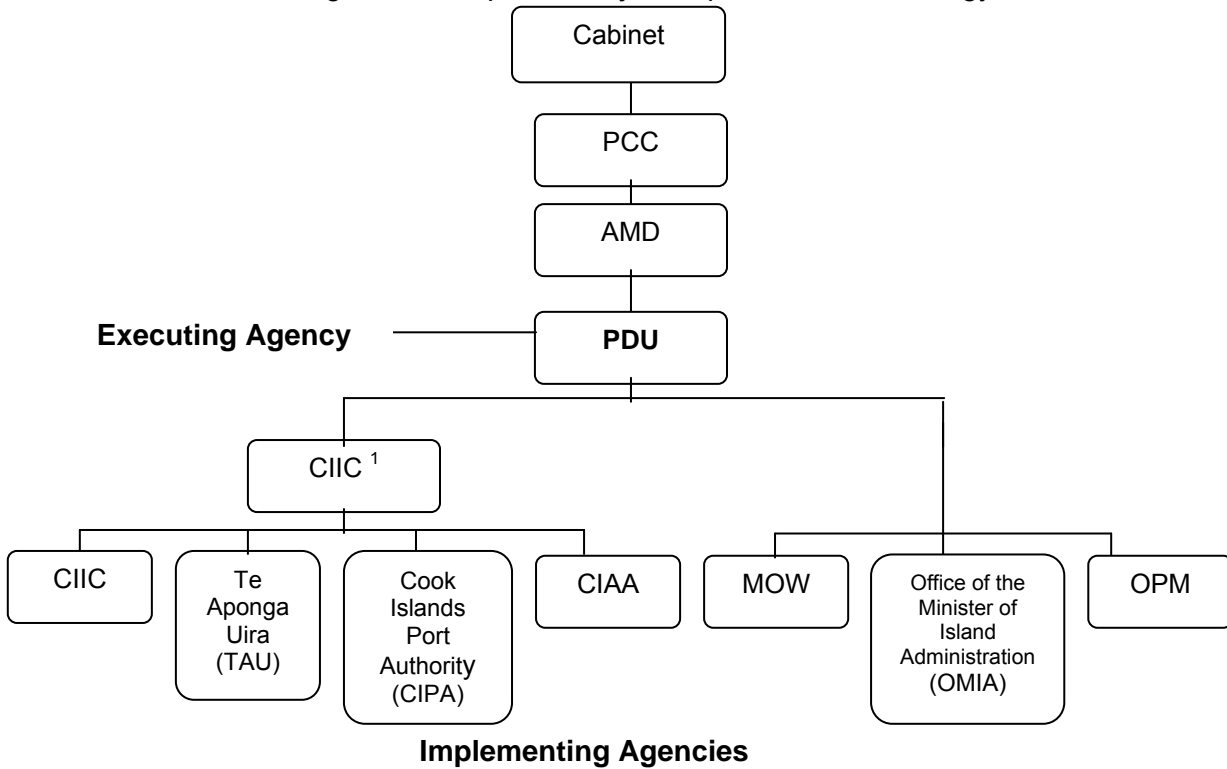 Cabinet
PCC
AMD
Executing Agency
PDU
CIIC 1
CIIC
Te
Aponga
Uira
(TAU)
Cook
Islands
Port
Authority
(CIPA)
CIAA
MOW
Office of the
Minister of
Island
Administration
(OMIA)
OPM
Implementing Agencies